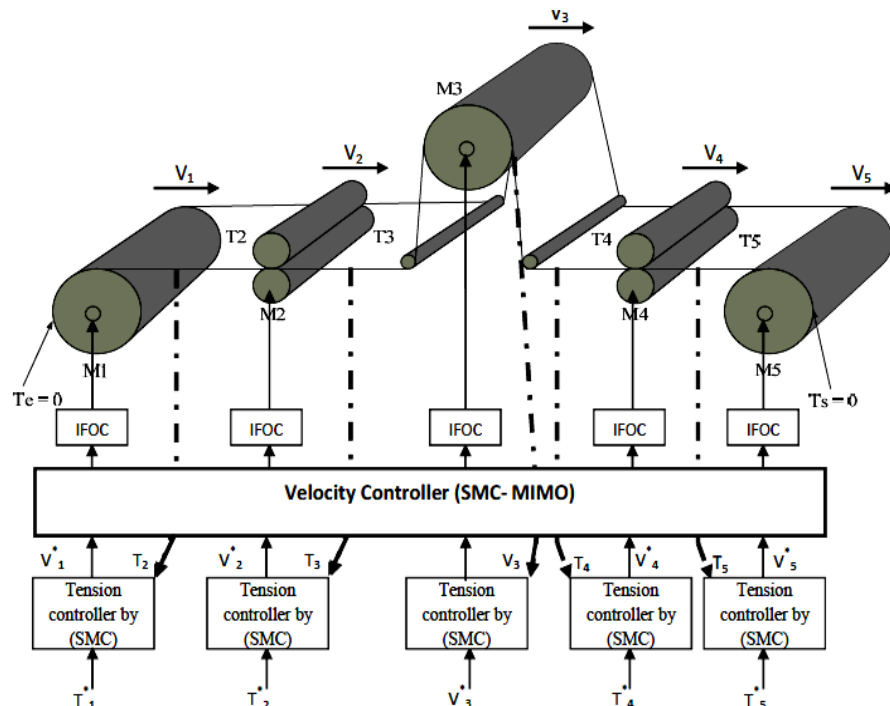 v3
M3
V1
V2
V4
V5
T2
T3
T4
T5
M2
M4
M1
M5
Te = 0
Ts = 0
IFOC
IFOC
IFOC
IFOC
IFOC
Velocity Controller (SMC- MIMO)
V*1
T2
V*2
T3
V3
T4
V*4
T5
V*5
Tension
controller by
(SMC)
Tension
controller by
(SMC)
Tension
controller by
(SMC)
Tension
controller by
(SMC)
Tension
controller by
(SMC)
T*1
T*2
V*3
T*4
T*5